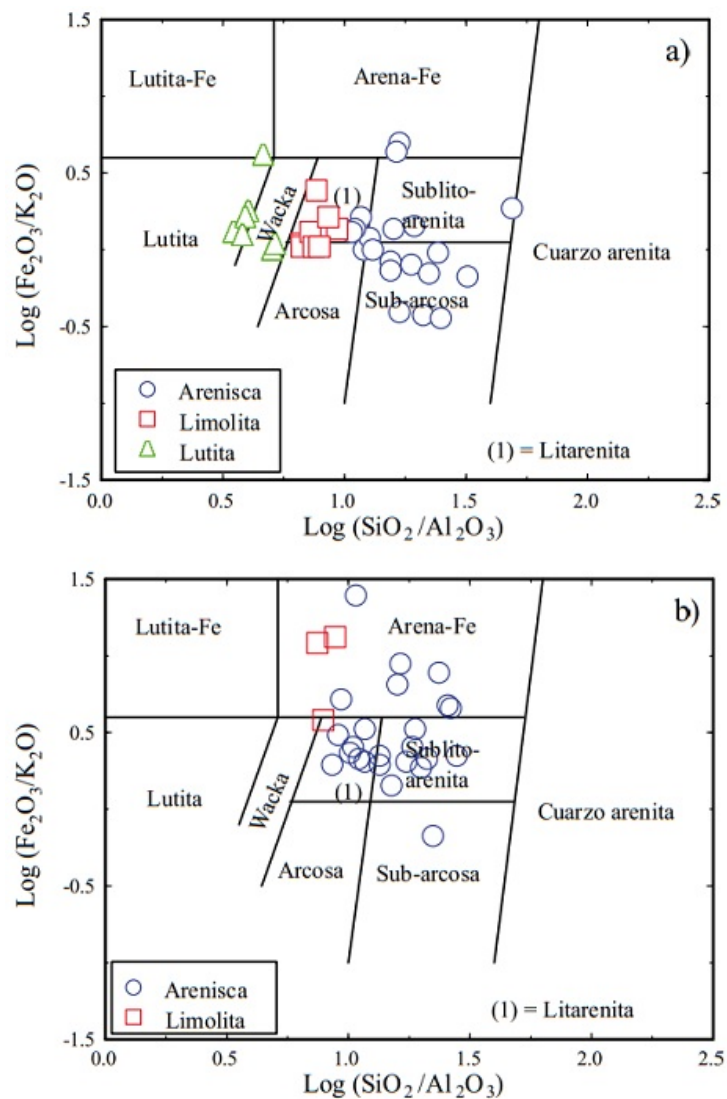 1.5
a)
Lutita-Fe
Arena-Fe
0.5
(1)
Sublito-
arenita
Wacka
Lutita
Cuarzo arenita
Arcosa
Sub-arcosa
-0.5
Arenisca
Limolita
Lutita
(1) = Litarenita
-1.5
0.0 0.5 1.0 1.5 2.0 2.5
Log (SiO₂/Al₂O₃)
Log (Fe₂O₃/K₂O)
1.5
b)
Lutita-Fe
Arena-Fe
0.5
Sublito-
arenita
Wacka
Lutita
(1)
Cuarzo arenita
Arcosa
Sub-arcosa
-0.5
Arenisca
Limolita
(1) = Litarenita
-1.5
0.0 0.5 1.0 1.5 2.0 2.5
Log (SiO₂/Al₂O₃)
Log (Fe₂O₃/K₂O)